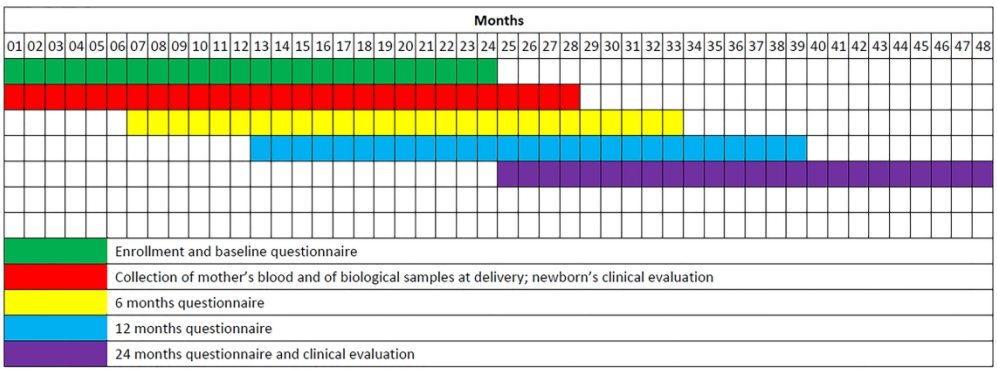 Months
01 02 03 04 05 06 07 08 09 10 11 12 13 14 15 16 17 18 19 20 21 22 23 24 25 26 27 28 29 30 31 32 33 34 35 36 37 38 39 40 41 42 43 44 45 46 47 48
Enrollment and baseline questionnaire
Collection of mother’s blood and of biological samples at delivery; newborn’s clinical evaluation
6 months questionnaire
12 months questionnaire
24 months questionnaire and clinical evaluation